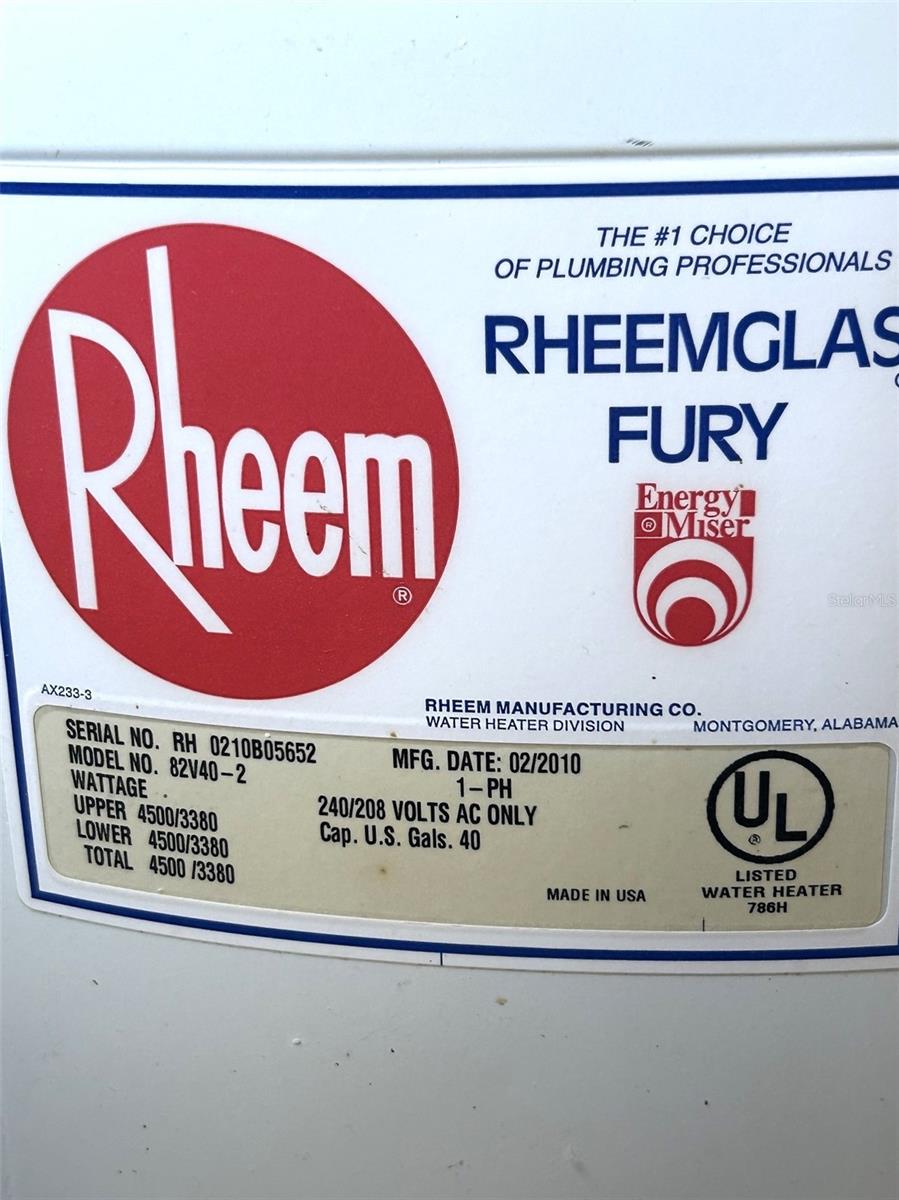 THE #1 CHOICE
OF PLUMBING PROFESSIONALS
Rheem
®
RHEEMGLAS
FURY
Energy
® Miser
StellarMLS
AX233-3
RHEEM MANUFACTURING CO.
WATER HEATER DIVISION MONTGOMERY, ALABAMA
SERIAL NO. RH 0210B05652
MODEL NO. 82V40-2
WATTAGE
UPPER 4500/3380
LOWER 4500/3380
TOTAL 4500 /3380
MFG. DATE: 02/2010
1-PH
240/208 VOLTS AC ONLY
Cap. U.S. Gals. 40
MADE IN USA
UL
®
LISTED
WATER HEATER
786H